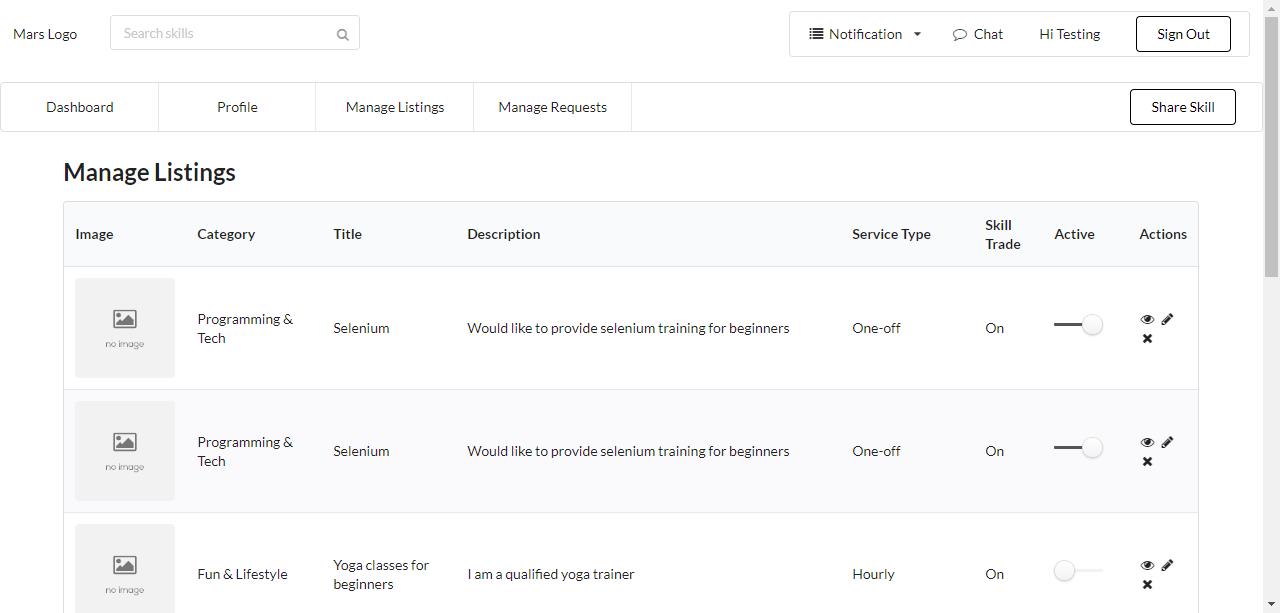 Mars Logo
Search skills
Notification
Chat
Hi Testing
Sign Out
Dashboard
Profile
Manage Listings
Manage Requests
Share Skill
Manage Listings
Image
Category
Title
Description
Service Type
Skill
Trade
Active
Actions
no image
Programming &
Tech
Selenium
Would like to provide selenium training for beginners
One-off
On
no image
Programming &
Tech
Selenium
Would like to provide selenium training for beginners
One-off
On
no image
Fun & Lifestyle
Yoga classes for
beginners
I am a qualified yoga trainer
Hourly
On